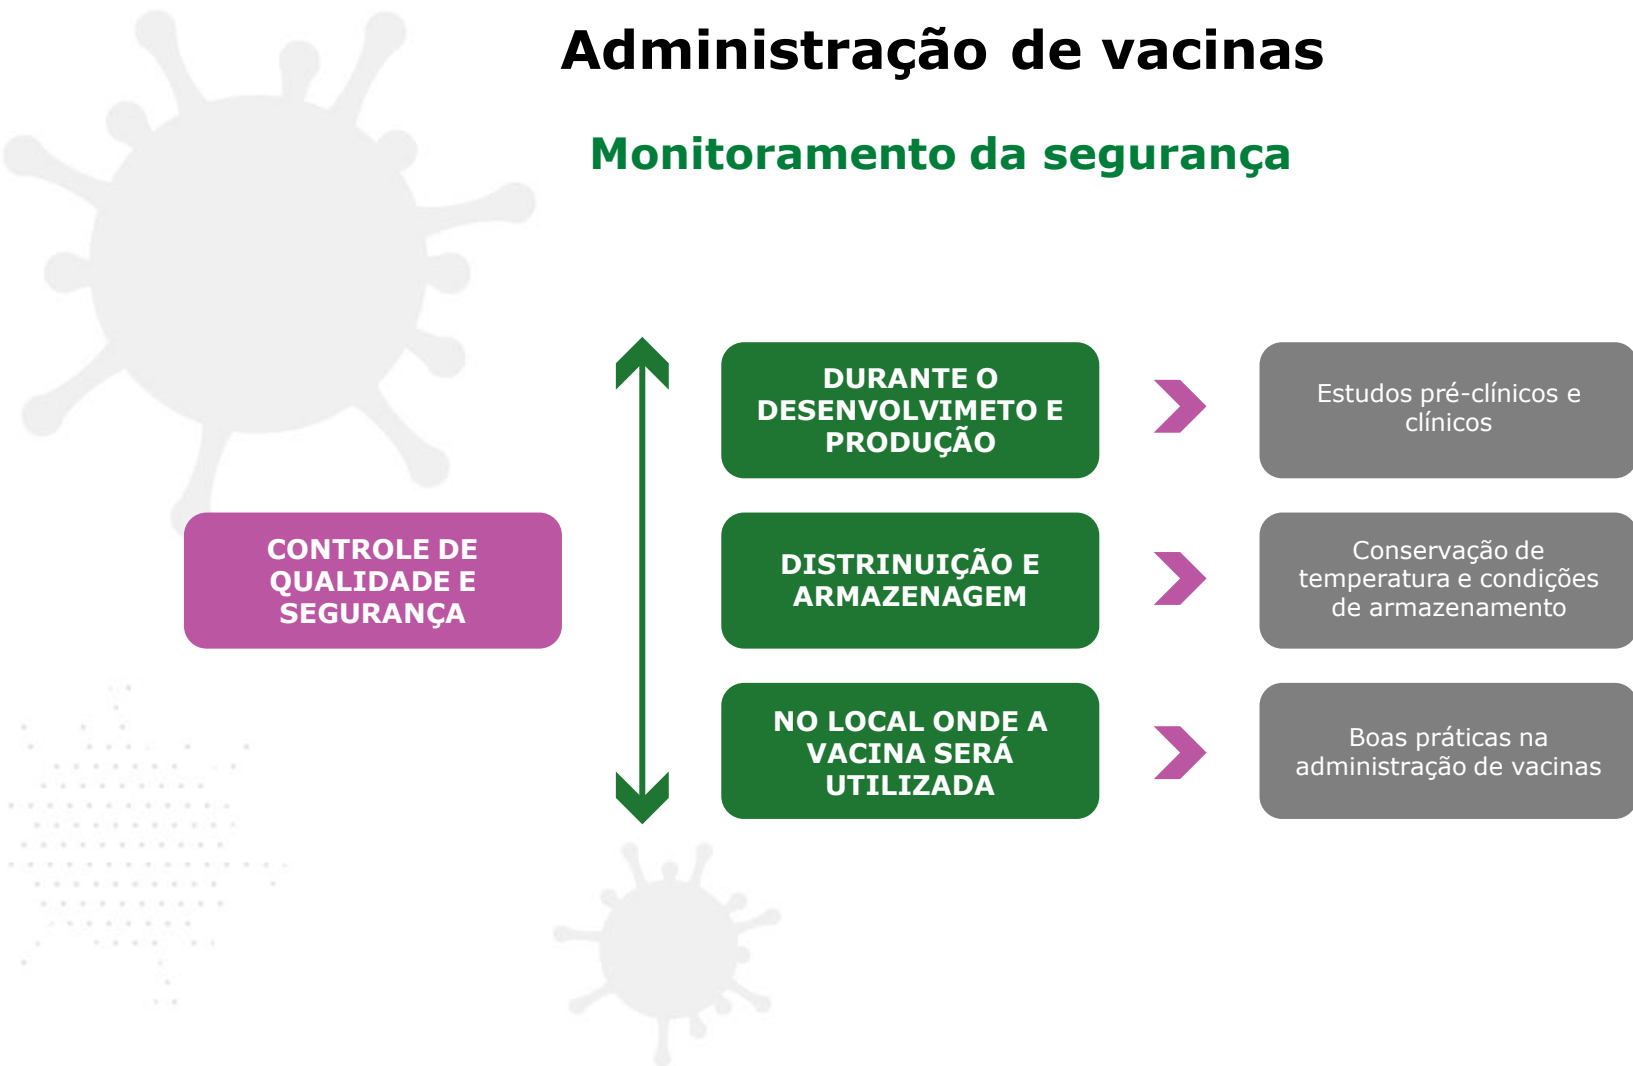 Administração de vacinas
Monitoramento da segurança
CONTROLE DE
QUALIDADE E
SEGURANÇA
DURANTE O
DESENVOLVIMETO E
PRODUÇÃO
Estudos pré-clínicos e
clínicos
DISTRINUIÇÃO E
ARMAZENAGEM
Conservação de
temperatura e condições
de armazenamento
NO LOCAL ONDE A
VACINA SERÁ
UTILIZADA
Boas práticas na
administração de vacinas